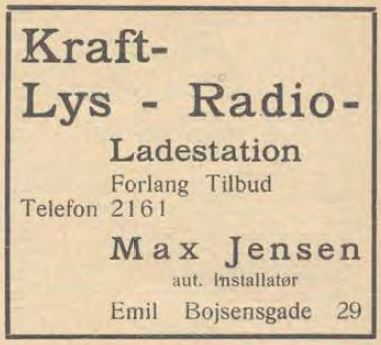 Kraft-
Lys - Radio-
Ladestation
Forlang Tilbud
Telefon 2161
Max Jensen
aut. Installatør
Emil Bojsensgade 29